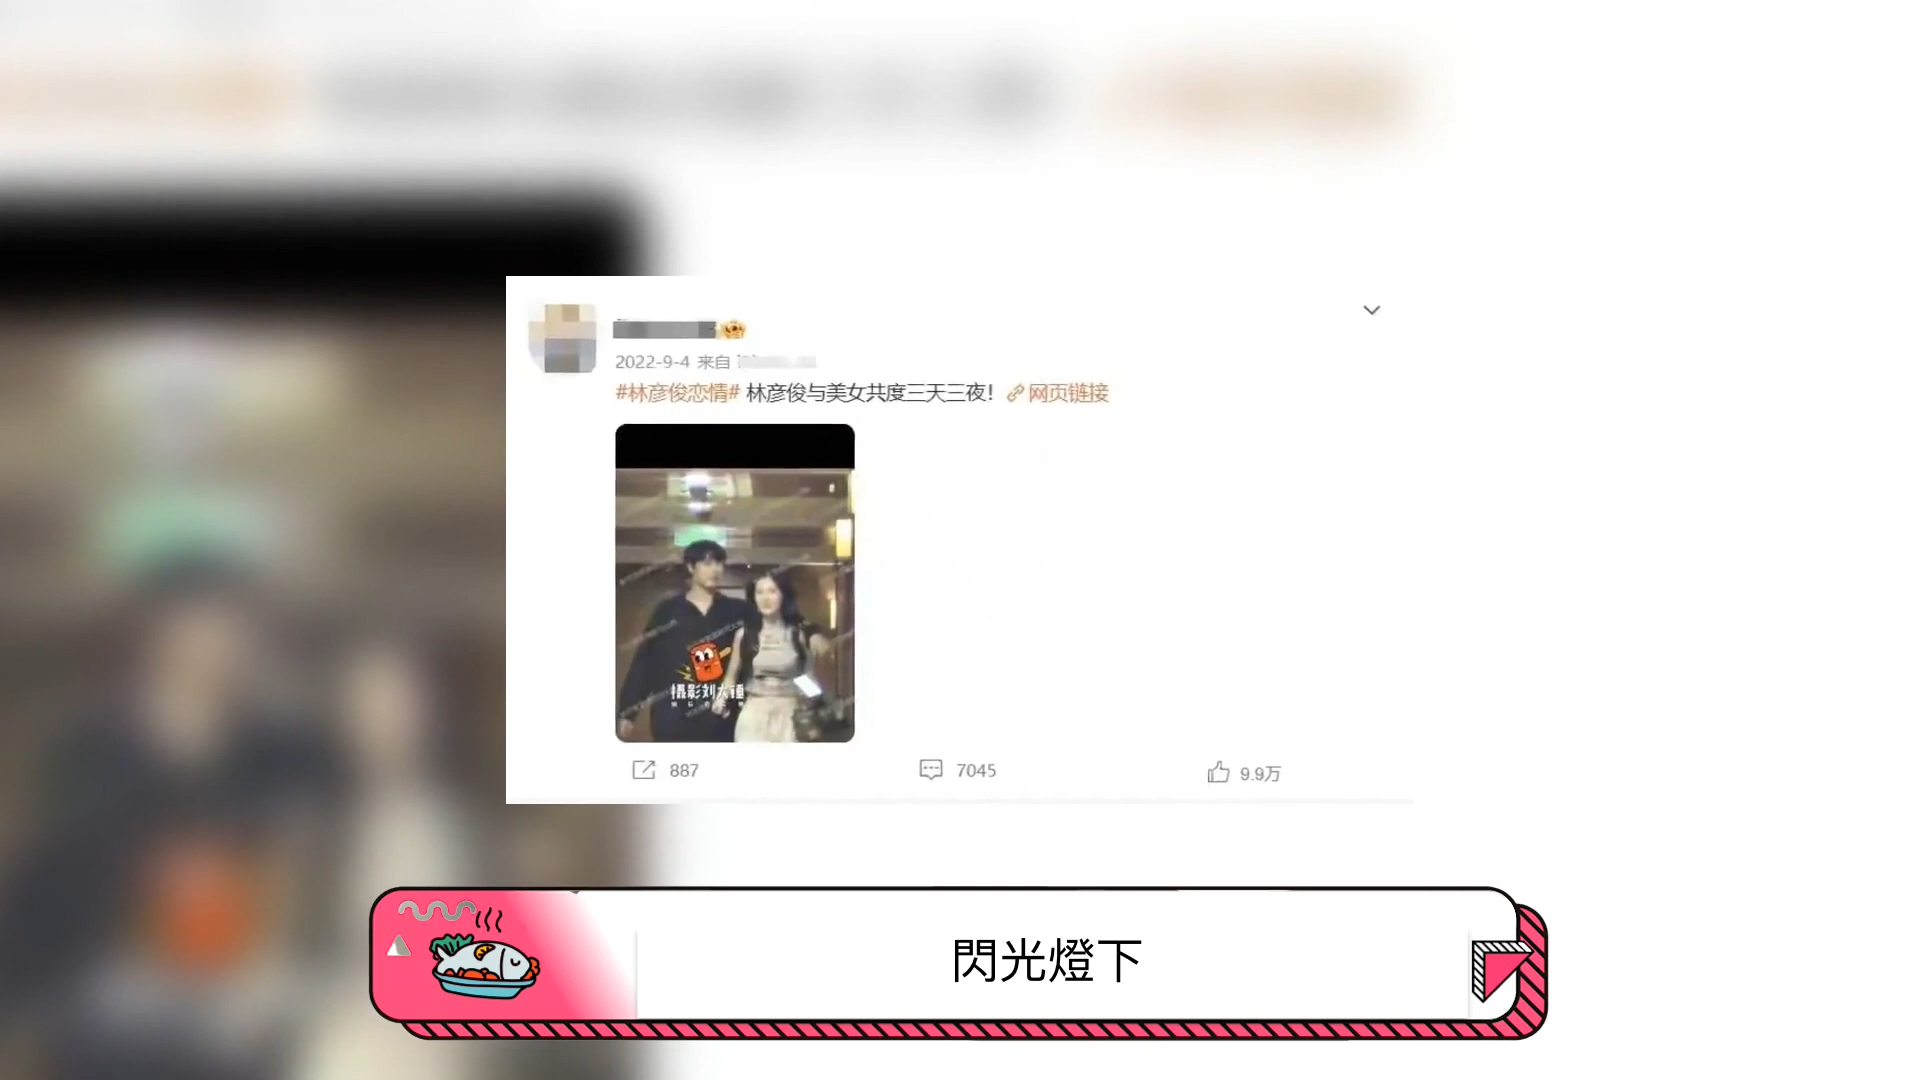 2022-9-4 来自
#林彦俊恋情# 林彦俊与美女共度三天三夜! 网页链接
摄影刘大锤
887
7045
9.9万
閃光燈下